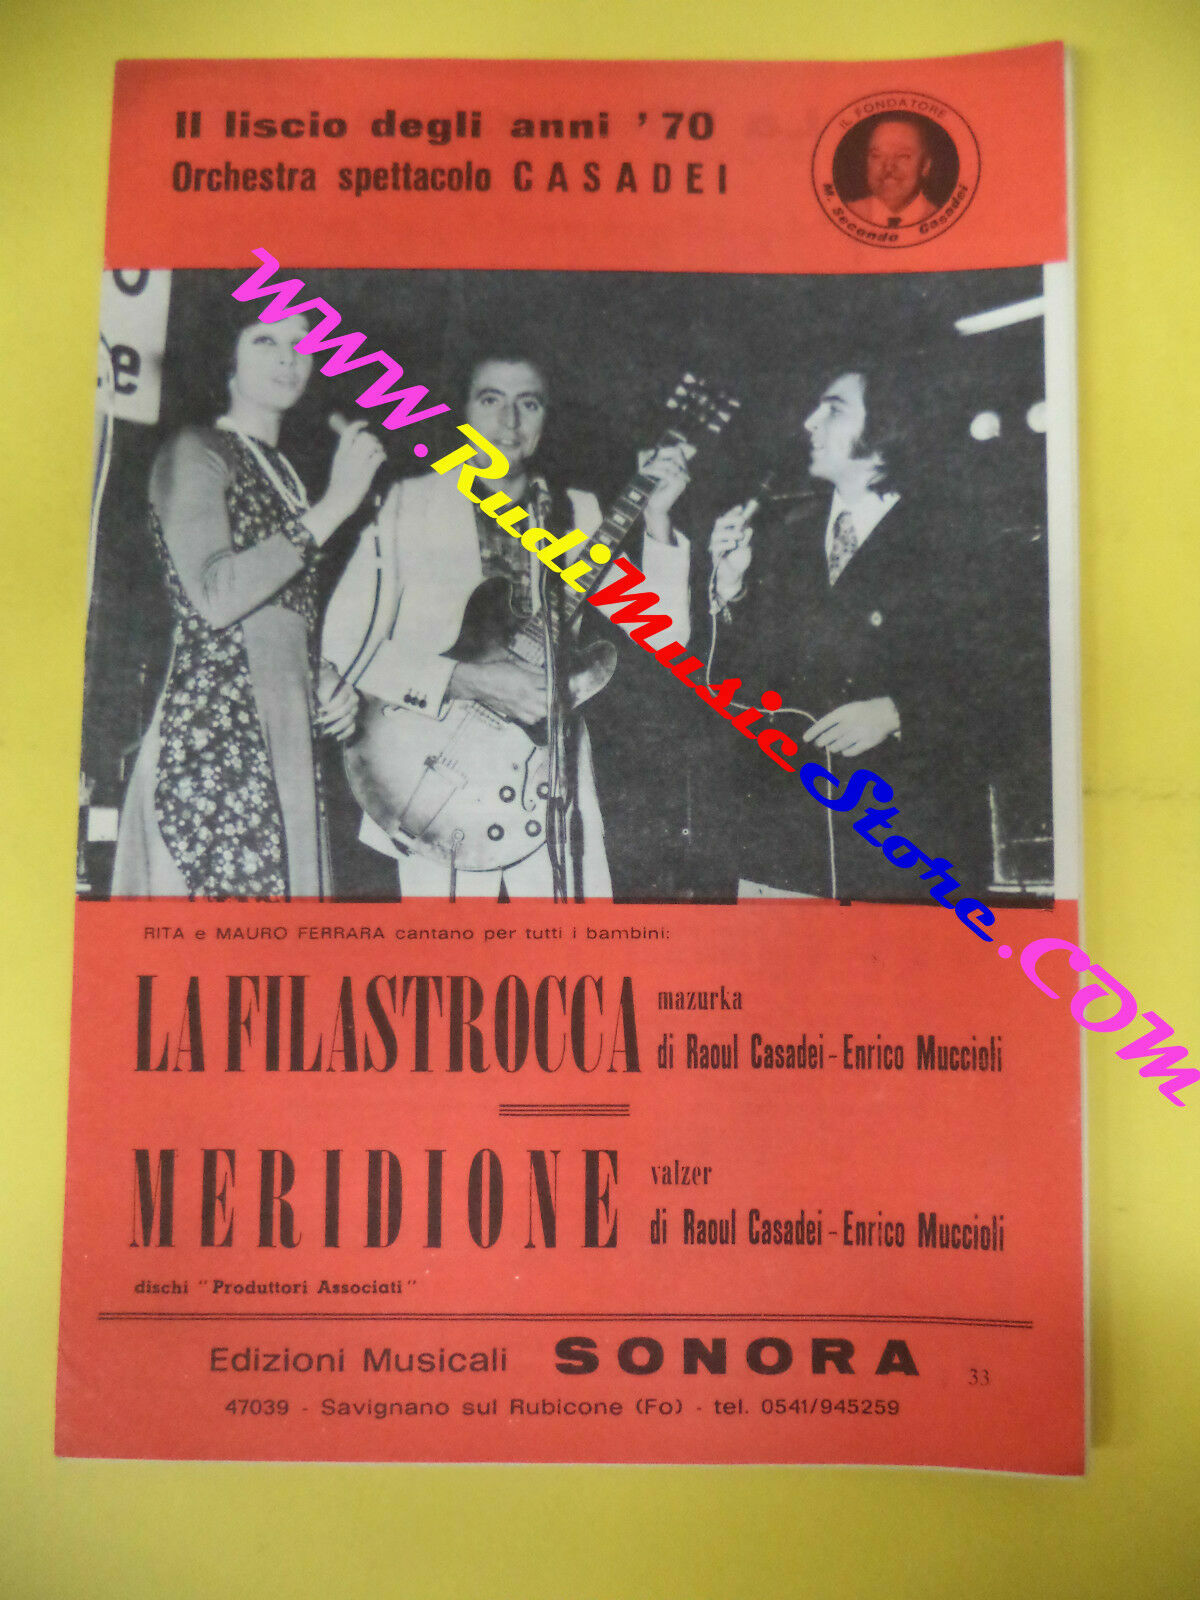 Il liscio degli anni '70
Orchestra spettacolo CASADEI
IL FONDATORE
M. Secondo Casadei
www.RudiMusicStore.com
RITA e MAURO FERRARA cantano per tutti i bambini:
LA FILASTROCCA mazurka
di Raoul Casadei - Enrico Muccioli
MERIDIONE valzer
di Raoul Casadei - Enrico Muccioli
dischi "Produttori Associati"
Edizioni Musicali SONORA 33
47039 - Savignano sul Rubicone (Fo) - tel. 0541/945259